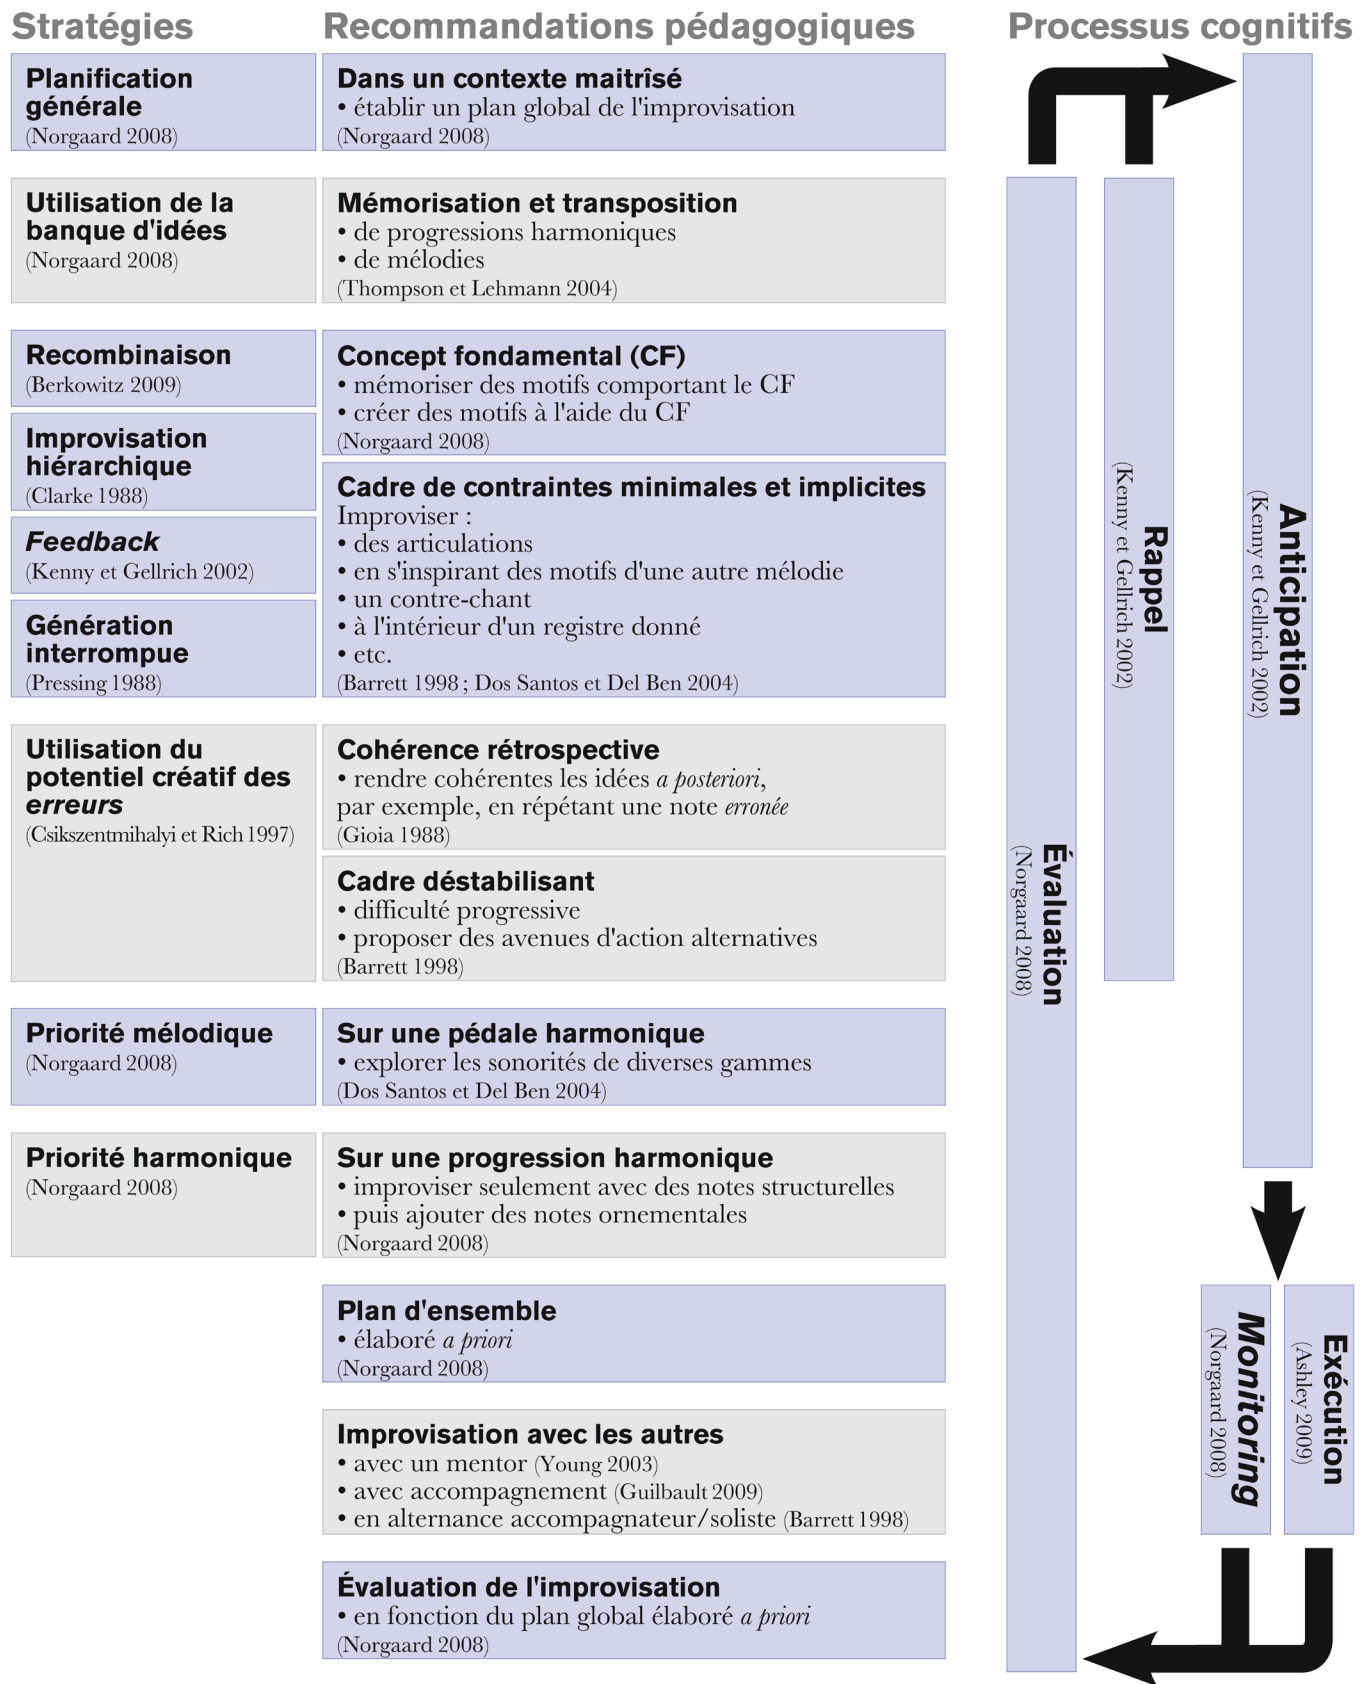 Stratégies
Recommandations pédagogiques
Processus cognitifs
Planification
générale
(Norgaard 2008)
Dans un contexte maitrîsé
• établir un plan global de l'improvisation
(Norgaard 2008)
Utilisation de la
banque d'idées
(Norgaard 2008)
Mémorisation et transposition
• de progressions harmoniques
• de mélodies
(Thompson et Lehmann 2004)
Recombinaison
(Berkowitz 2009)
Improvisation
hiérarchique
(Clarke 1988)
Feedback
(Kenny et Gellrich 2002)
Génération
interrompue
(Pressing 1988)
Concept fondamental (CF)
• mémoriser des motifs comportant le CF
• créer des motifs à l'aide du CF
(Norgaard 2008)
Cadre de contraintes minimales et implicites
Improviser :
• des articulations
• en s'inspirant des motifs d'une autre mélodie
• un contre-chant
• à l'intérieur d'un registre donné
• etc.
(Barrett 1998 ; Dos Santos et Del Ben 2004)
Utilisation du
potentiel créatif des
erreurs
(Csikszentmihalyi et Rich 1997)
Cohérence rétrospective
• rendre cohérentes les idées a posteriori,
par exemple, en répétant une note erronée
(Gioia 1988)
Cadre déstabilisant
• difficulté progressive
• proposer des avenues d'action alternatives
(Barrett 1998)
Priorité mélodique
(Norgaard 2008)
Sur une pédale harmonique
• explorer les sonorités de diverses gammes
(Dos Santos et Del Ben 2004)
Priorité harmonique
(Norgaard 2008)
Sur une progression harmonique
• improviser seulement avec des notes structurelles
• puis ajouter des notes ornementales
(Norgaard 2008)
Plan d'ensemble
• élaboré a priori
(Norgaard 2008)
Improvisation avec les autres
• avec un mentor (Young 2003)
• avec accompagnement (Guilbault 2009)
• en alternance accompagnateur/soliste (Barrett 1998)
Évaluation de l'improvisation
• en fonction du plan global élaboré a priori
(Norgaard 2008)
Évaluation
(Norgaard 2008)
Rappel
(Kenny et Gellrich 2002)
Anticipation
(Kenny et Gellrich 2002)
Monitoring
(Norgaard 2008)
Exécution
(Ashley 2009)